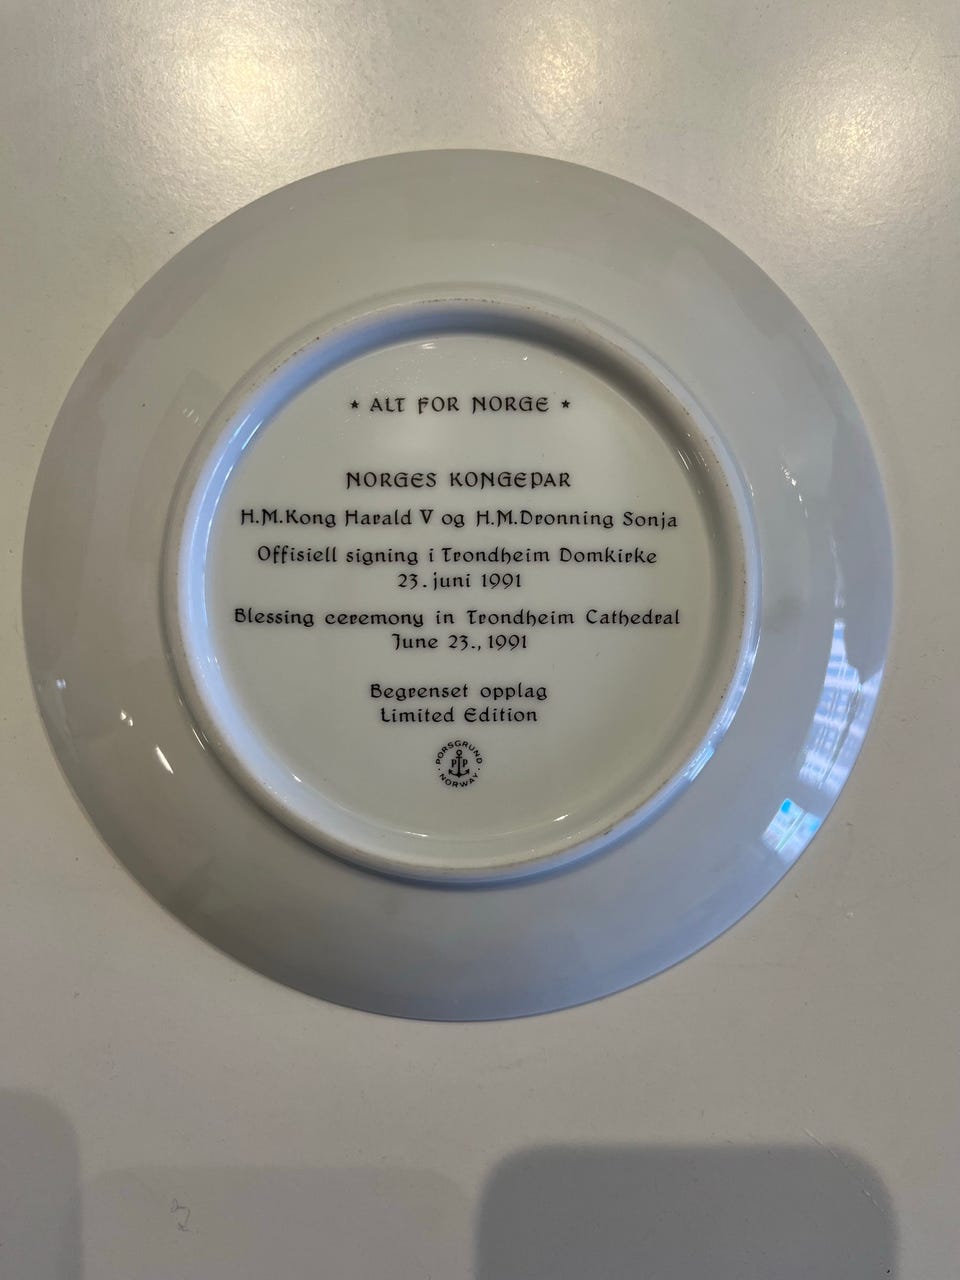 ★ ALT FOR NORGE ★
NORGES KONGEPAR
H.M.Kong Harald V og H.M.Dronning Sonja
Offisiell signing i Trondheim Domkirke
23. juni 1991
Blessing ceremony in Trondheim Cathedral
June 23., 1991
Begrenset opplag
Limited Edition
PORSGRUND
PP
NORWAY